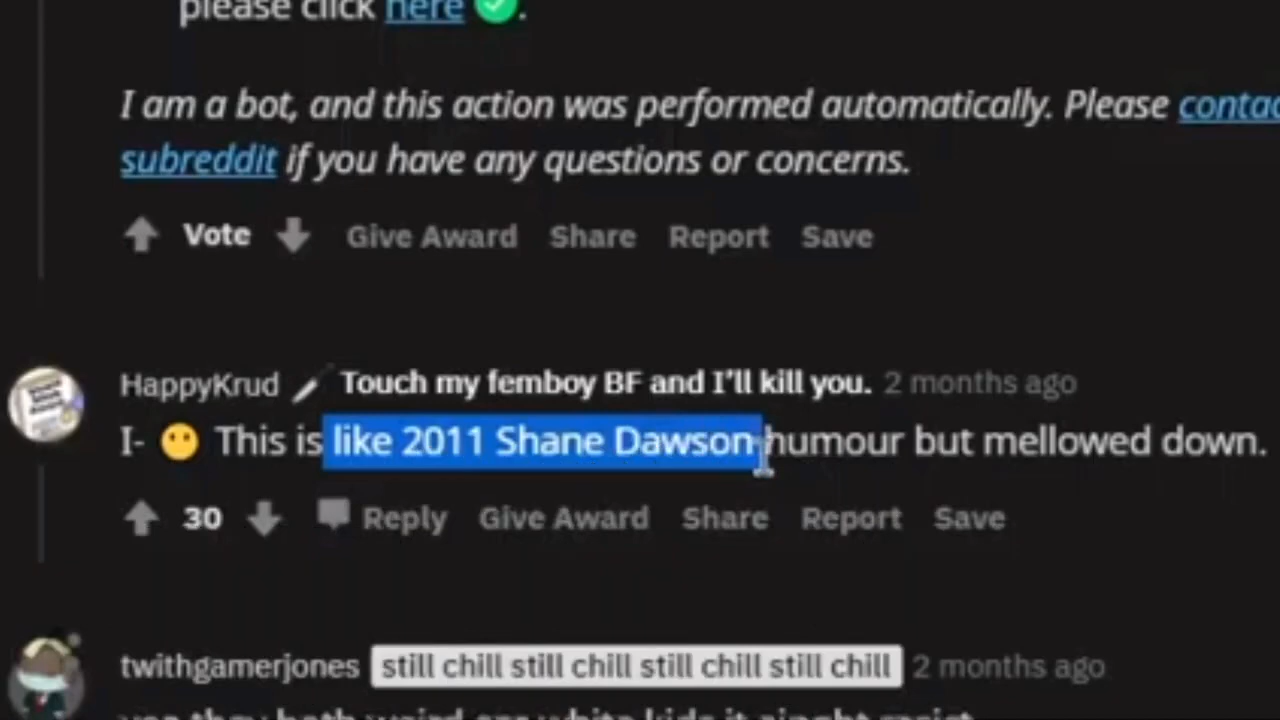 please click here
I am a bot, and this action was performed automatically. Please contac
subreddit if you have any questions or concerns.
Vote Give Award Share Report Save
HappyKrud Touch my femboy BF and I'll kill you. 2 months ago
I- This is like 2011 Shane Dawson humour but mellowed down.
30 Reply Give Award Share Report Save
twithgamerjones still chill still chill still chill still chill 2 months ago